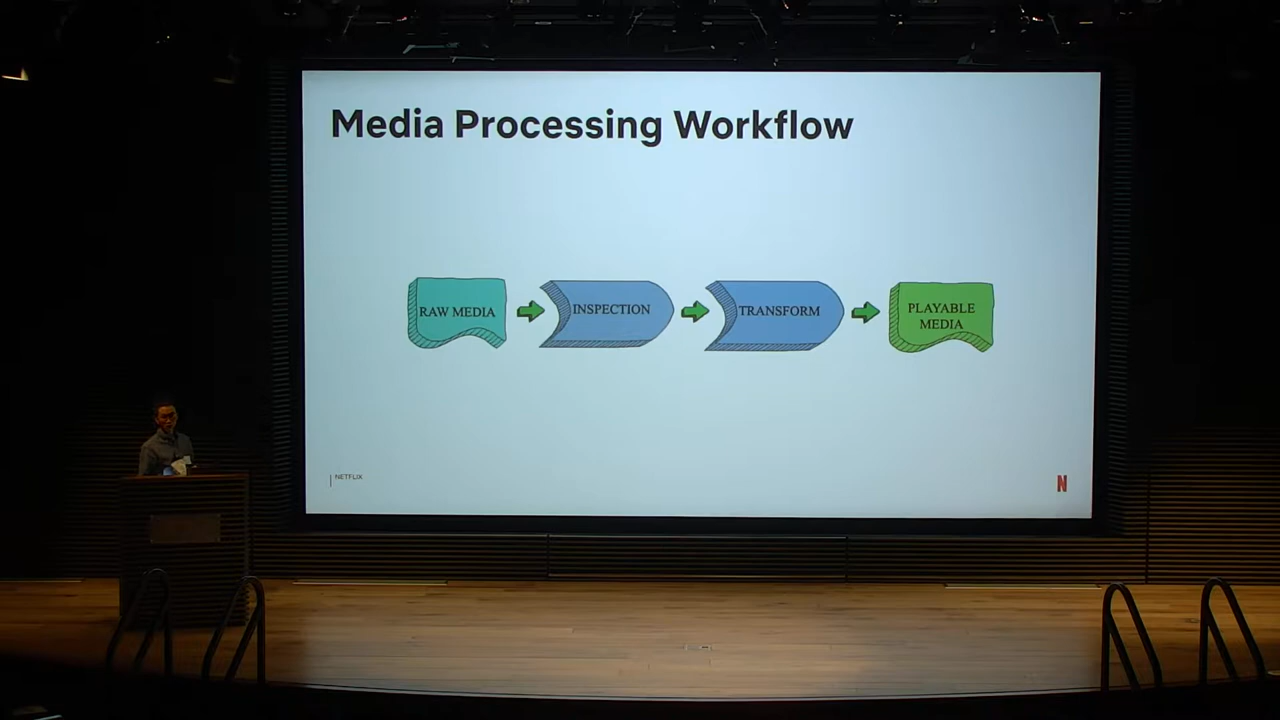 Media Processing Workflow
RAW MEDIA
INSPECTION
TRANSFORM
PLAYABLE
MEDIA
NETFLIX
N